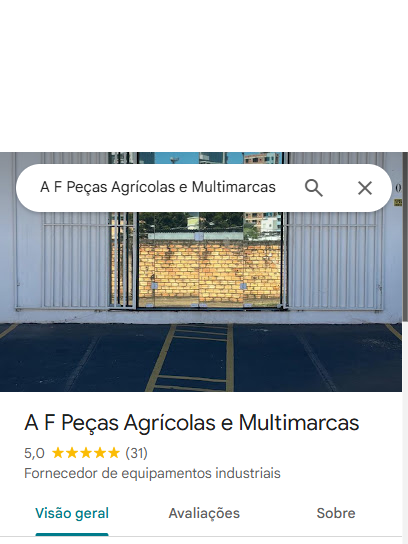 A F Peças Agrícolas e Multimarcas
A F Peças Agrícolas e Multimarcas
5,0 (31)
Fornecedor de equipamentos industriais
Visão geral Avaliações Sobre